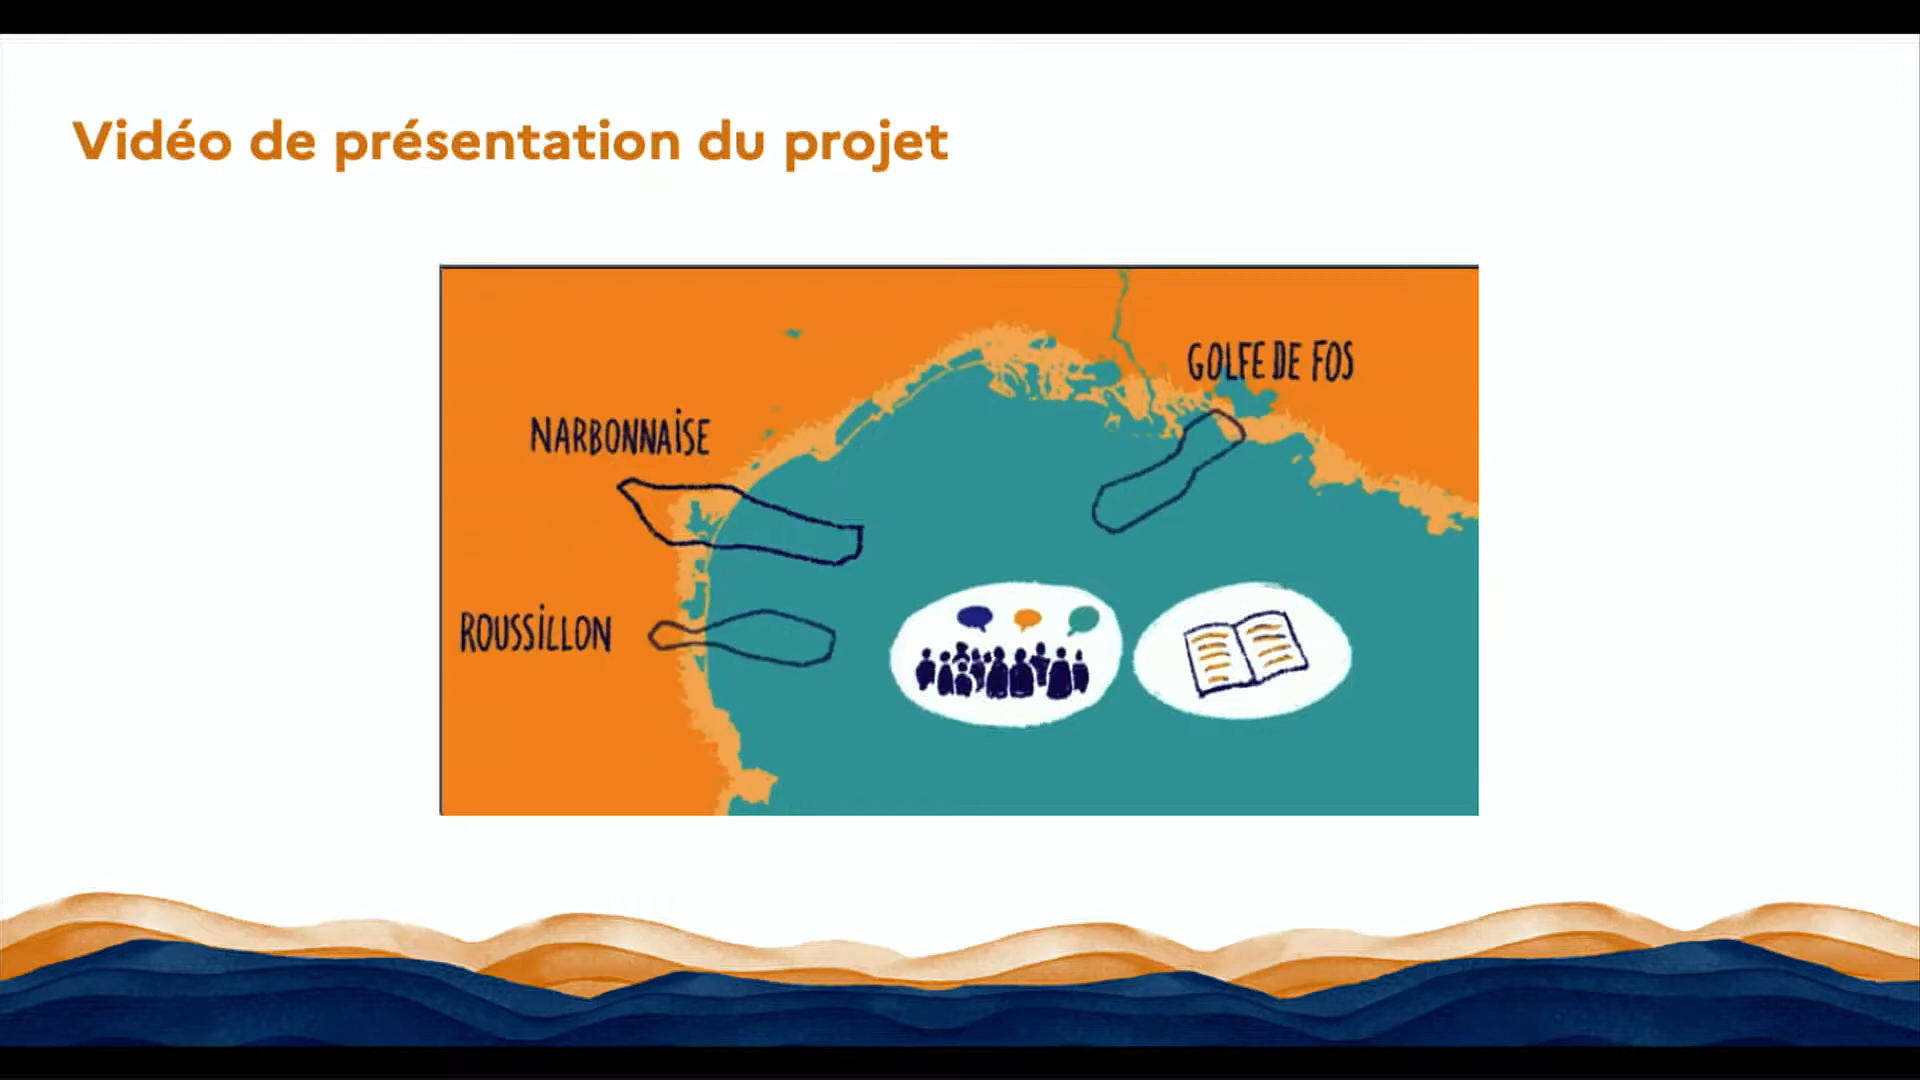 Vidéo de présentation du projet
GOLFE DE FOS
NARBONNAISE
ROUSSILLON